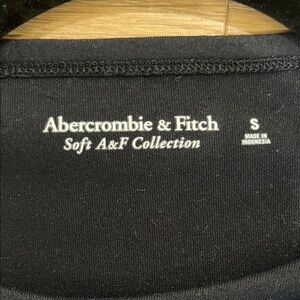 Abercrombie & Fitch
Soft A&F Collection
S
MADE IN
INDONESIA